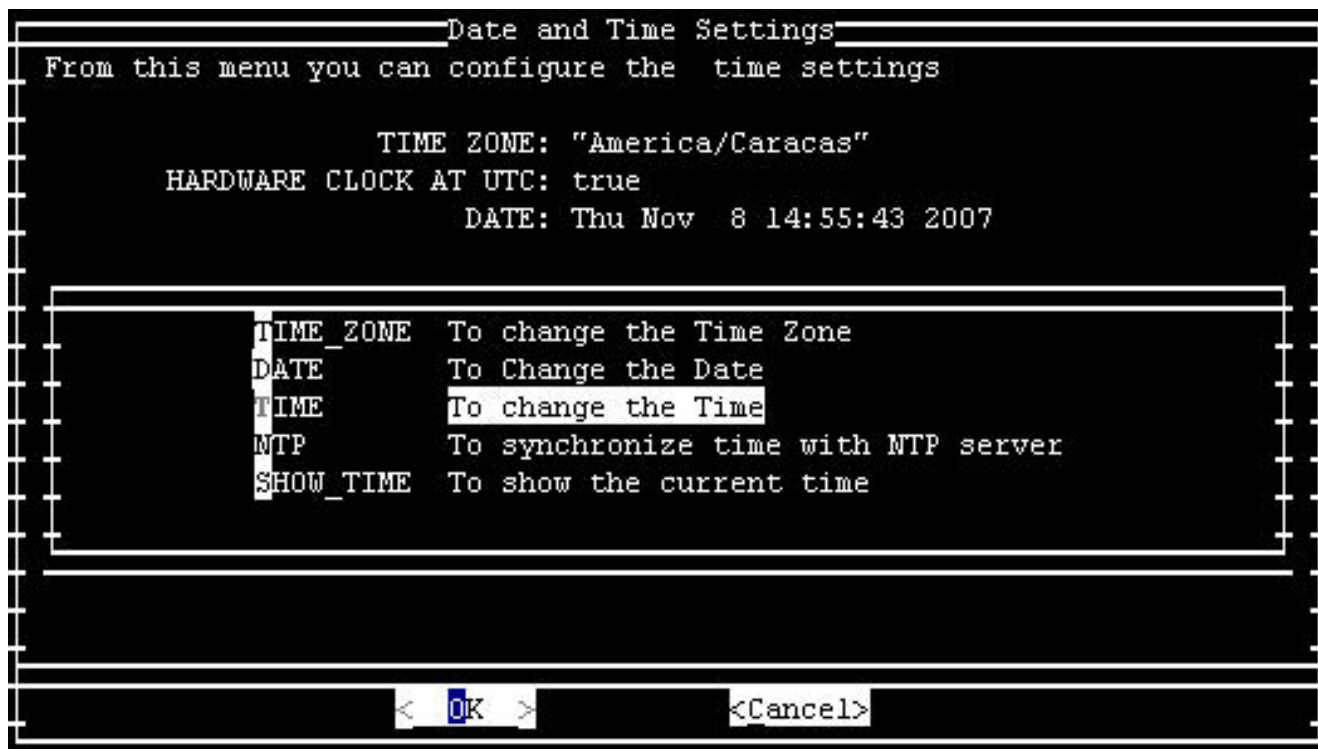 Date and Time Settings
From this menu you can configure the  time settings
TIME ZONE: "America/Caracas"
HARDWARE CLOCK AT UTC: true
DATE: Thu Nov  8 14:55:43 2007
TIME_ZONE  To change the Time Zone
DATE  To Change the Date
TIME  To change the Time
NTP  To synchronize time with NTP server
SHOW_TIME  To show the current time
<  OK  >  <Cancel>